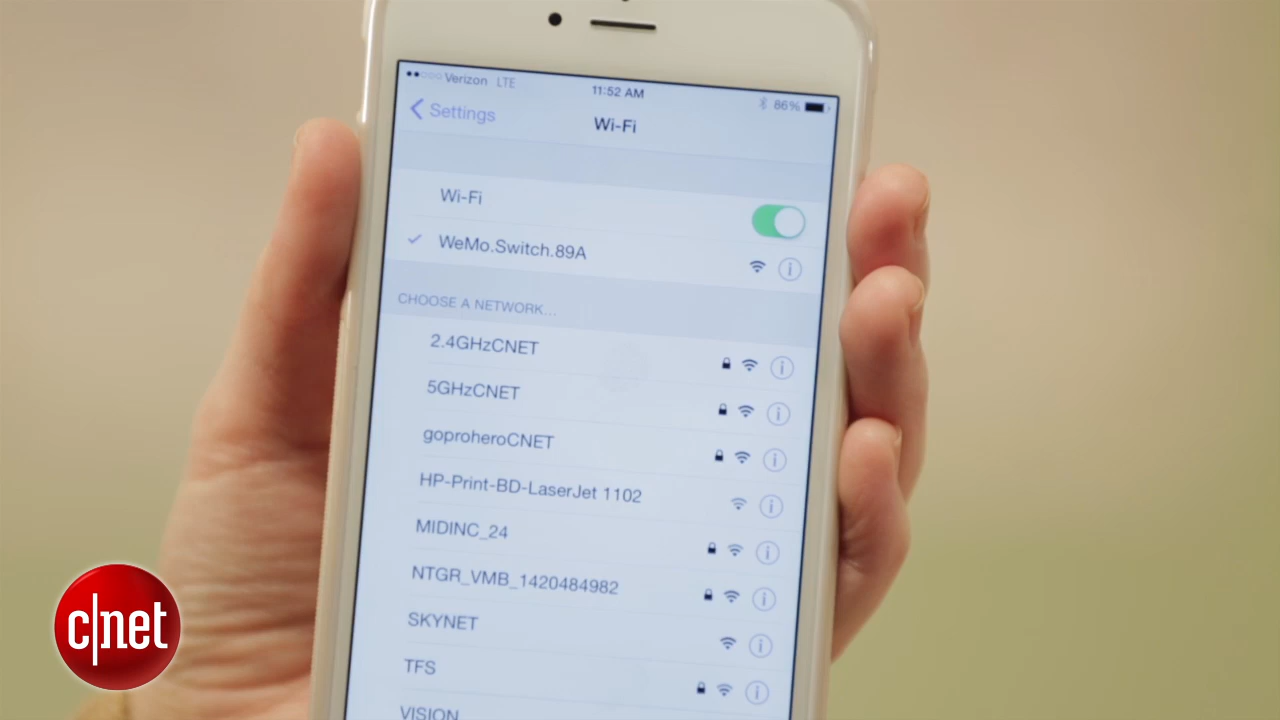 Verizon LTE
11:52 AM
86%
Settings
Wi-Fi
Wi-Fi
WeMo.Switch.89A
CHOOSE A NETWORK...
2.4GHzCNET
5GHzCNET
goproheroCNET
HP-Print-BD-LaserJet 1102
MIDINC_24
NTGR_VMB_1420484982
SKYNET
TFS
VISION
c|net